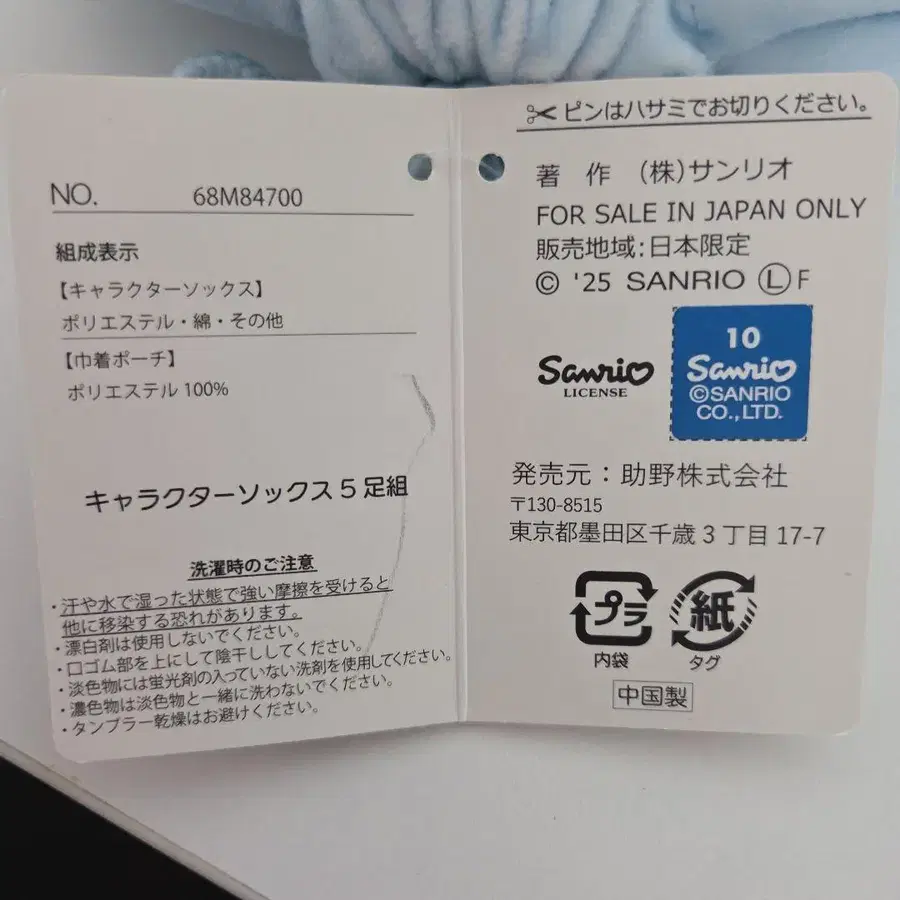 NO. 68M84700
組成表示
【キャラクターソックス】
ポリエステル・綿・その他
【巾着ポーチ】
ポリエステル 100%
キャラクターソックス5足組
洗濯時のご注意
・汗や水で湿った状態で強い摩擦を受けると
他に移染する恐れがあります。
・漂白剤は使用しないでください。
・口ゴム部を上にして陰干ししてください。
・淡色物には蛍光剤の入っていない洗剤を使用してください。
・濃色物は淡色物と一緒に洗わないでください。
・タンブラー乾燥はお避けください。
✂ピンはハサミでお切りください。
著 作 (株)サンリオ
FOR SALE IN JAPAN ONLY
販売地域:日本限定
© '25 SANRIO Ⓛ F
Sanrio
LICENSE
10
Sanrio
©SANRIO
CO.,LTD.
発売元：助野株式会社
〒130-8515
東京都墨田区千歳3丁目17-7
プラ
内袋
紙
タグ
中国製